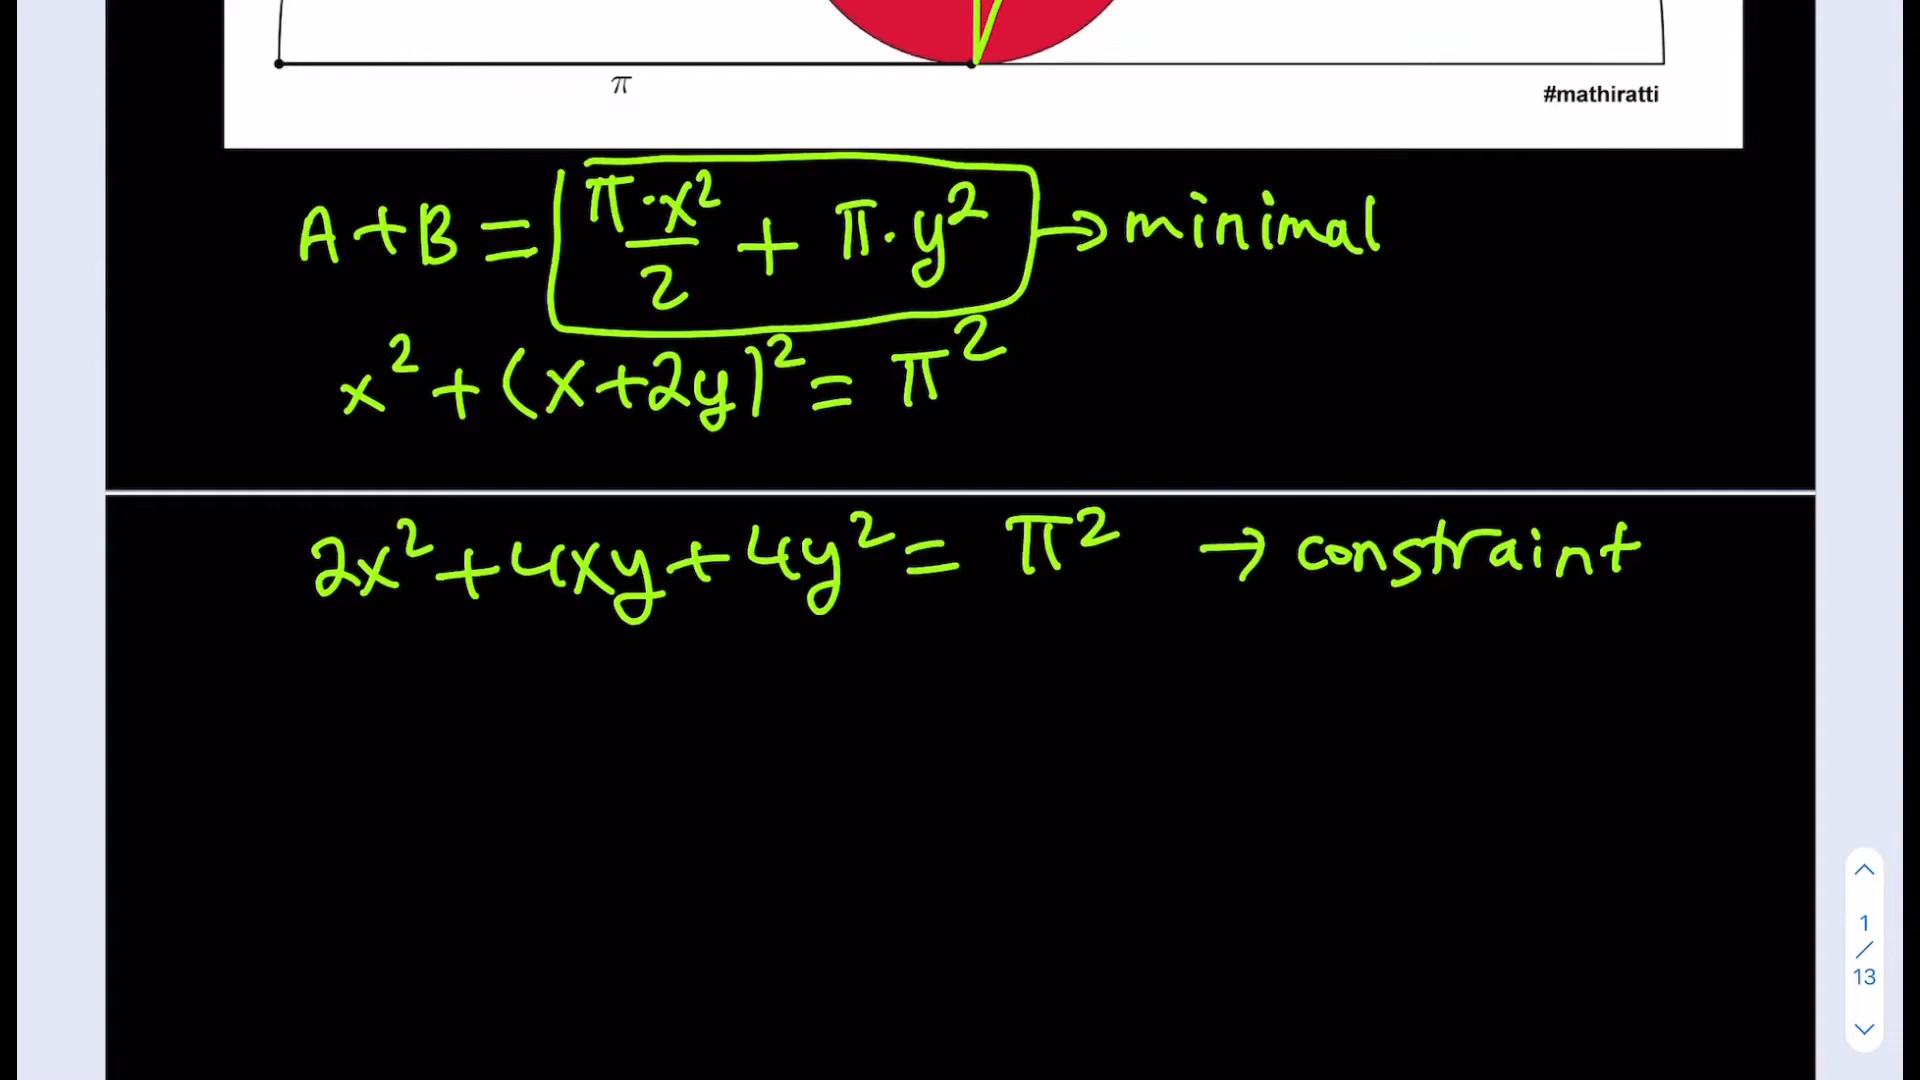 π
#mathiratti
A+B = π·x²/2 + π·y² → minimal
x² + (x+2y)² = π²
2x² + 4xy + 4y² = π² → constraint
1
/
13